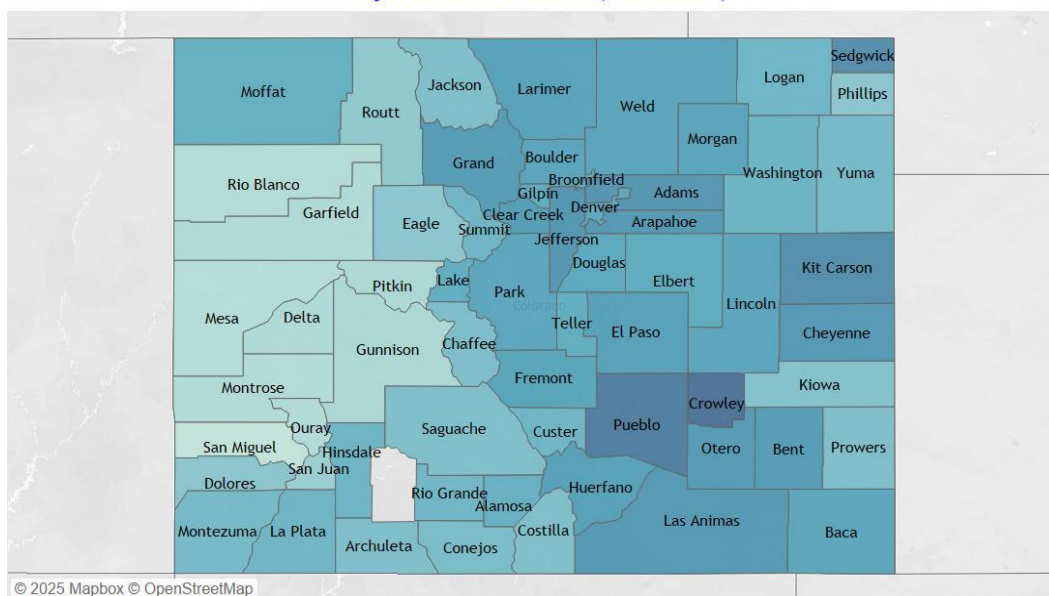 Sedgwick
Moffat
Jackson
Larimer
Logan
Phillips
Routt
Weld
Morgan
Grand
Boulder
Washington
Yuma
Rio Blanco
Broomfield
Gilpin
Adams
Garfield
Denver
Clear Creek
Arapahoe
Eagle
Summit
Jefferson
Douglas
Kit Carson
Lake
Elbert
Pitkin
Park
Lincoln
Colorado
Mesa
Delta
Teller
El Paso
Cheyenne
Gunnison
Chaffee
Fremont
Kiowa
Montrose
Crowley
Pueblo
Ouray
Saguache
Custer
San Miguel
Hinsdale
Otero
Bent
Prowers
San Juan
Dolores
Rio Grande
Huerfano
Alamosa
Las Animas
Montezuma
La Plata
Costilla
Baca
Archuleta
Conejos
© 2025 Mapbox © OpenStreetMap